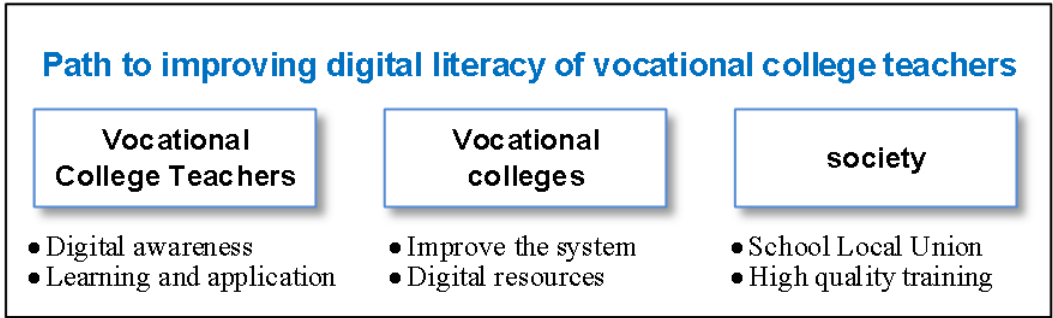 Path to improving digital literacy of vocational college teachers
Vocational
College Teachers
Vocational
colleges
society
● Digital awareness
● Learning and application
● Improve the system
● Digital resources
● School Local Union
● High quality training